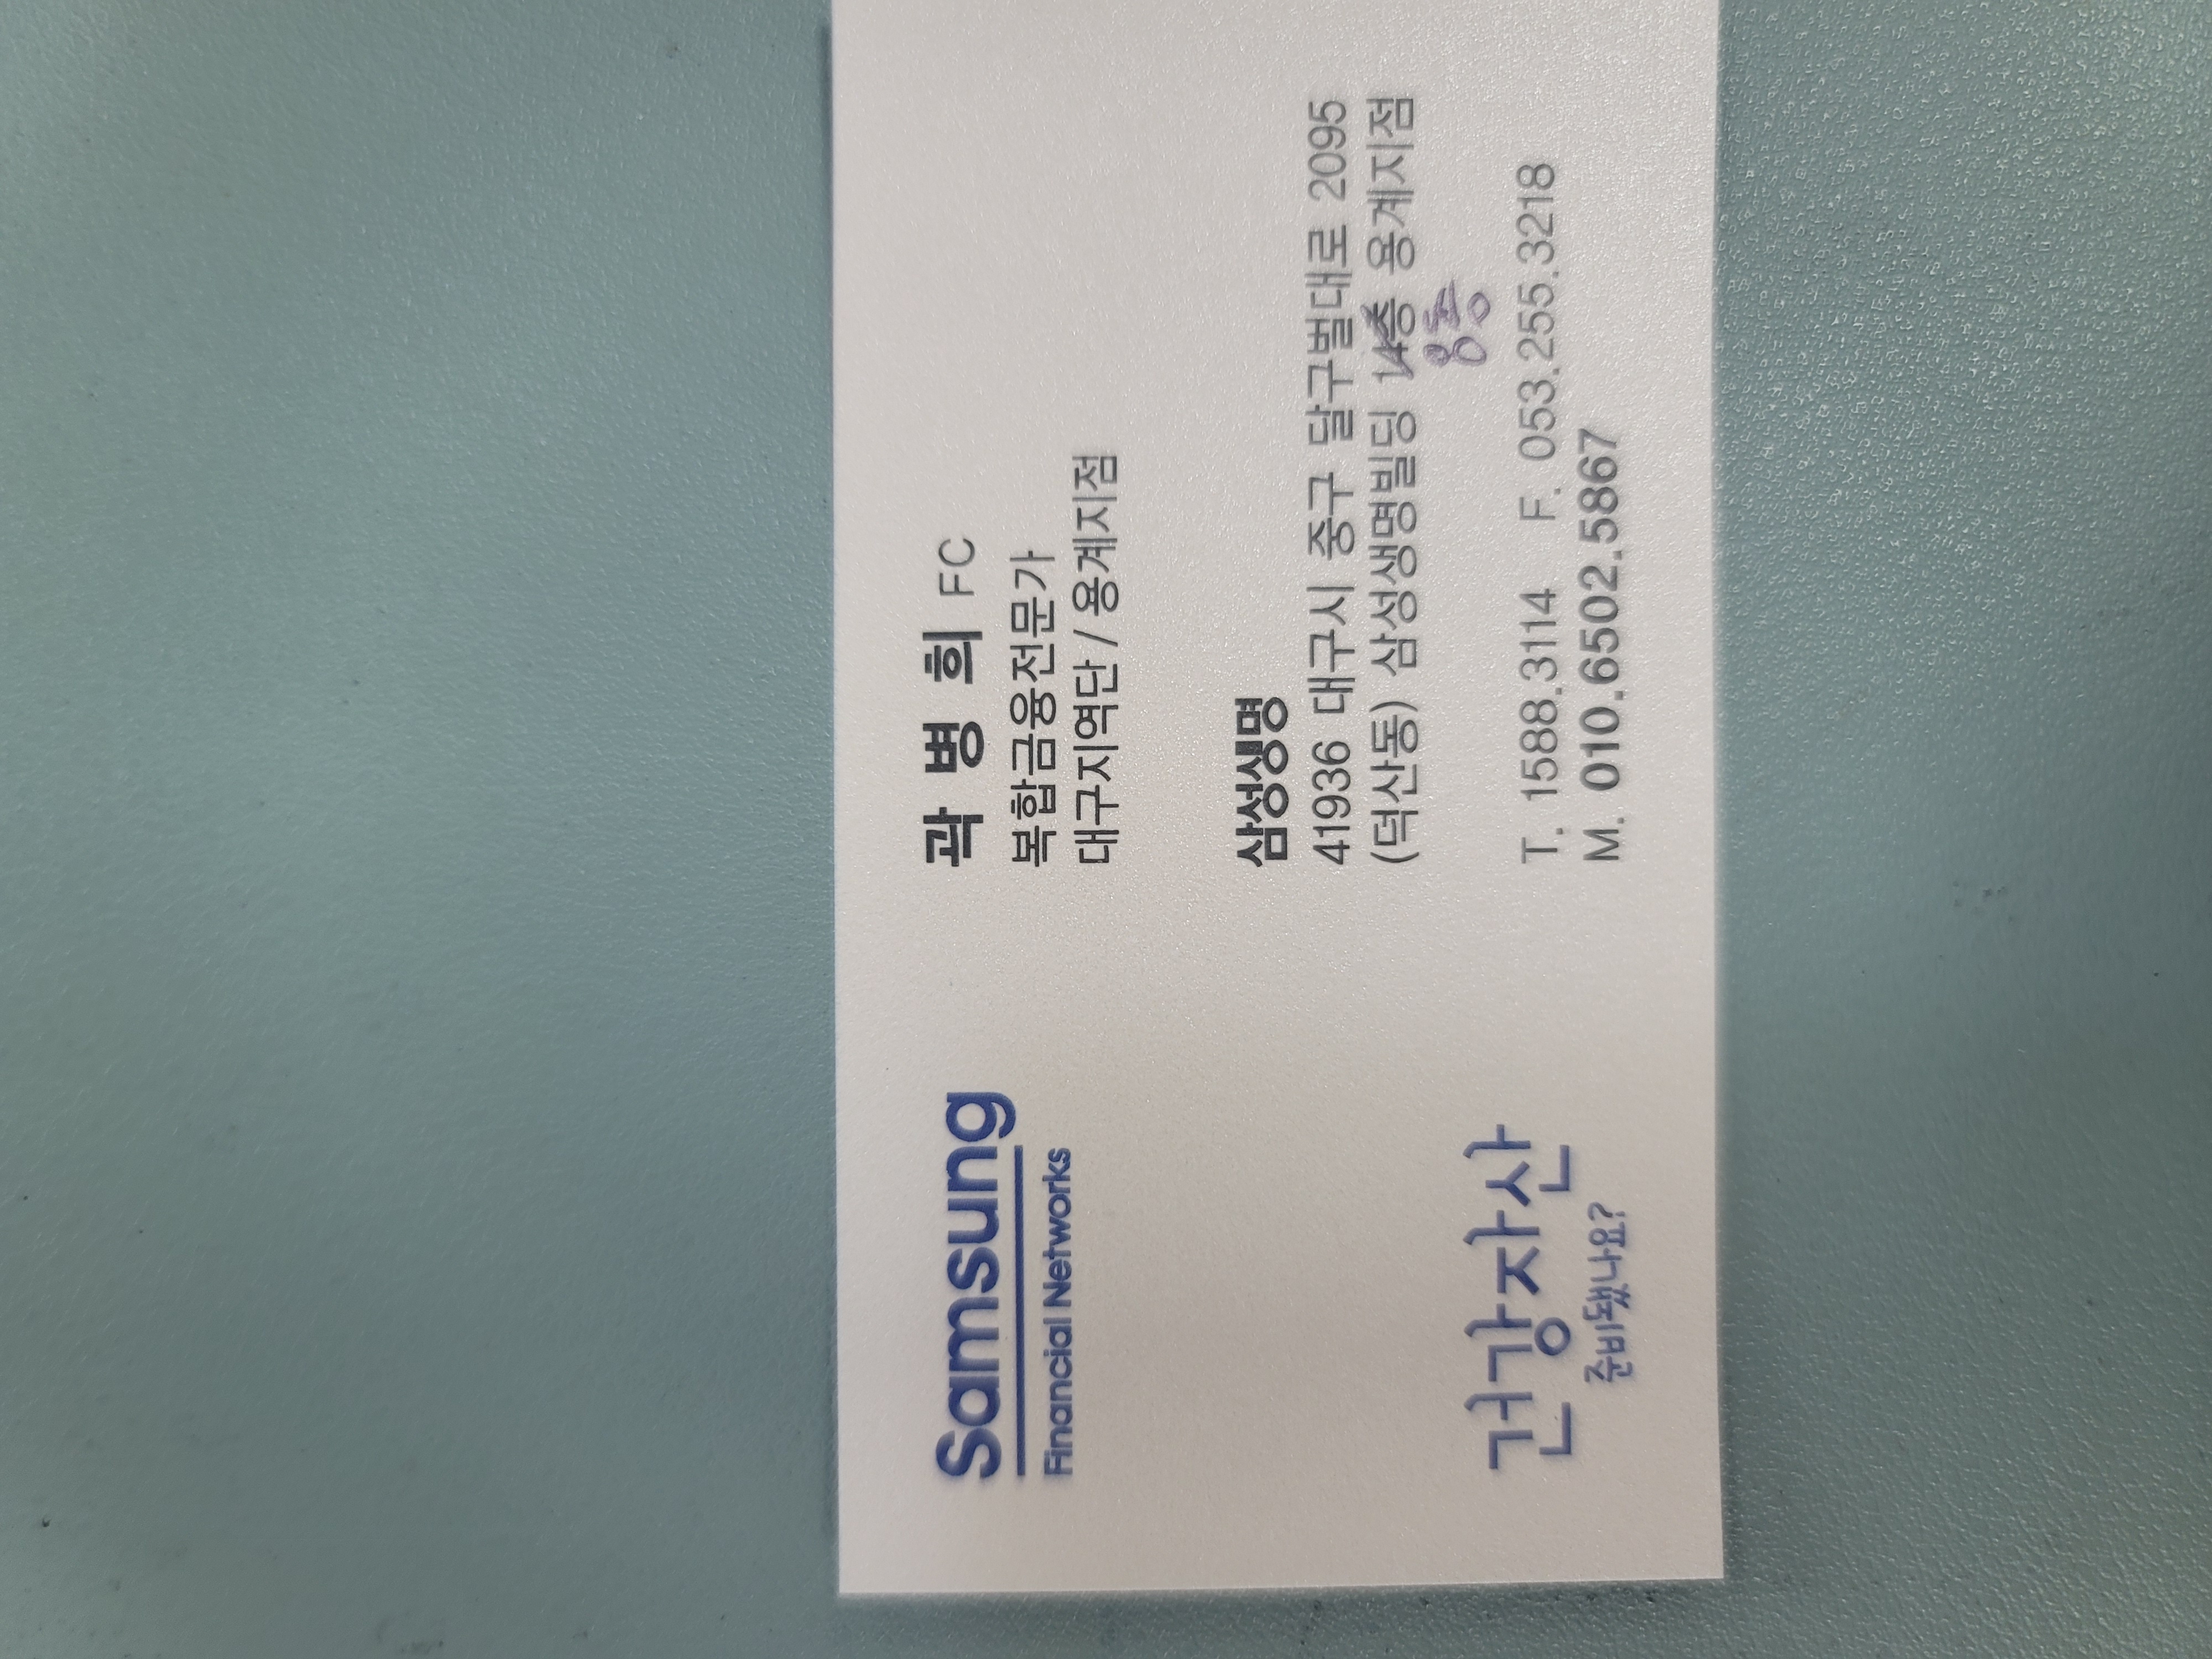 Samsung
Financial Networks
곽병희 FC
복합금융전문가
대구지역단 / 용계지점
삼성생명
41936 대구시 중구 달구벌대로 2095
(덕산동) 삼성생명빌딩 14층 용계지점
8층
T. 1588.3114 F. 053.255.3218
M. 010.6502.5867
건강자산
준비됐나요?